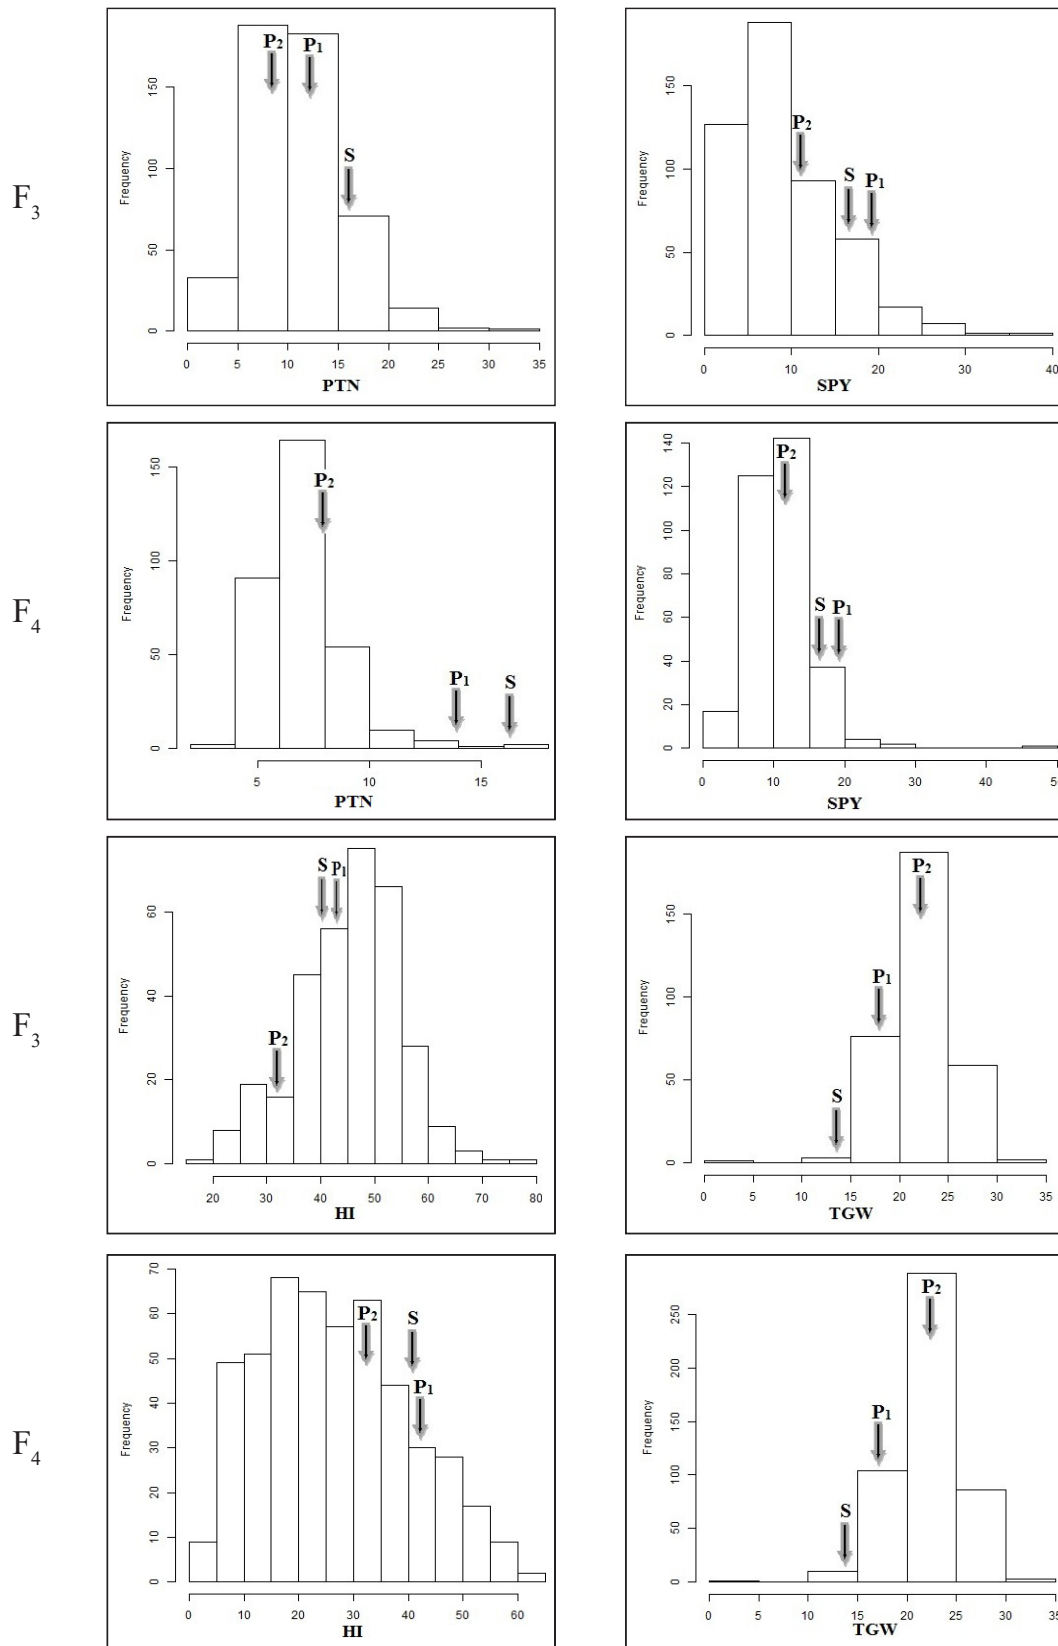 F3
Frequency
0 50 100 150
P2 P1
S
0 5 10 15 20 25 30 35
PTN
Frequency
0 50 100 150
P2
S P1
0 10 20 30 40
SPY
F4
Frequency
0 50 100 150
P2
P1 S
5 10 15
PTN
Frequency
0 20 40 60 80 100 120 140
P2
S P1
0 10 20 30 40 50
SPY
F3
Frequency
0 20 40 60
S P1
P2
20 30 40 50 60 70 80
HI
Frequency
0 50 100 150
P2
P1
S
0 5 10 15 20 25 30 35
TGW
F4
Frequency
0 10 20 30 40 50 60 70
P2 S
P1
0 10 20 30 40 50 60
HI
Frequency
0 50 100 150 200 250
P2
P1
S
0 5 10 15 20 25 30 35
TGW